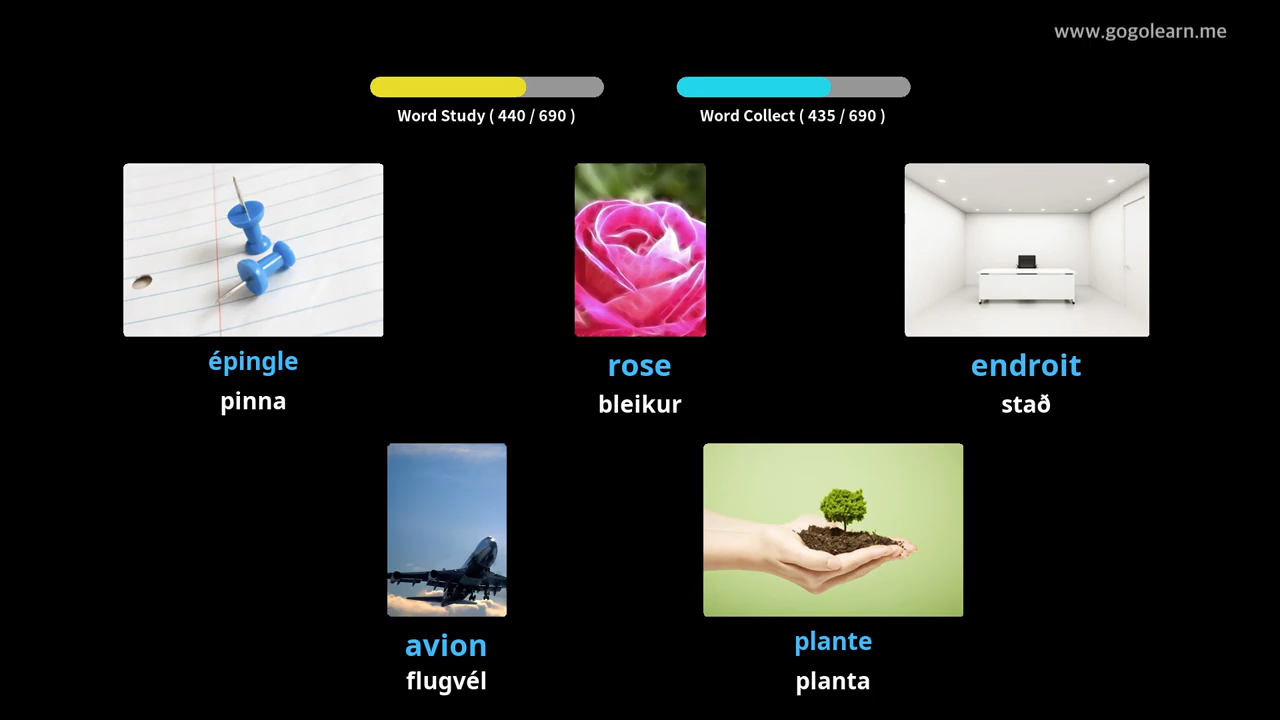 www.gogolearn.me
Word Study ( 440 / 690 )
Word Collect ( 435 / 690 )
épingle
rose
endroit
pinna
bleikur
stað
avion
plante
flugvél
planta